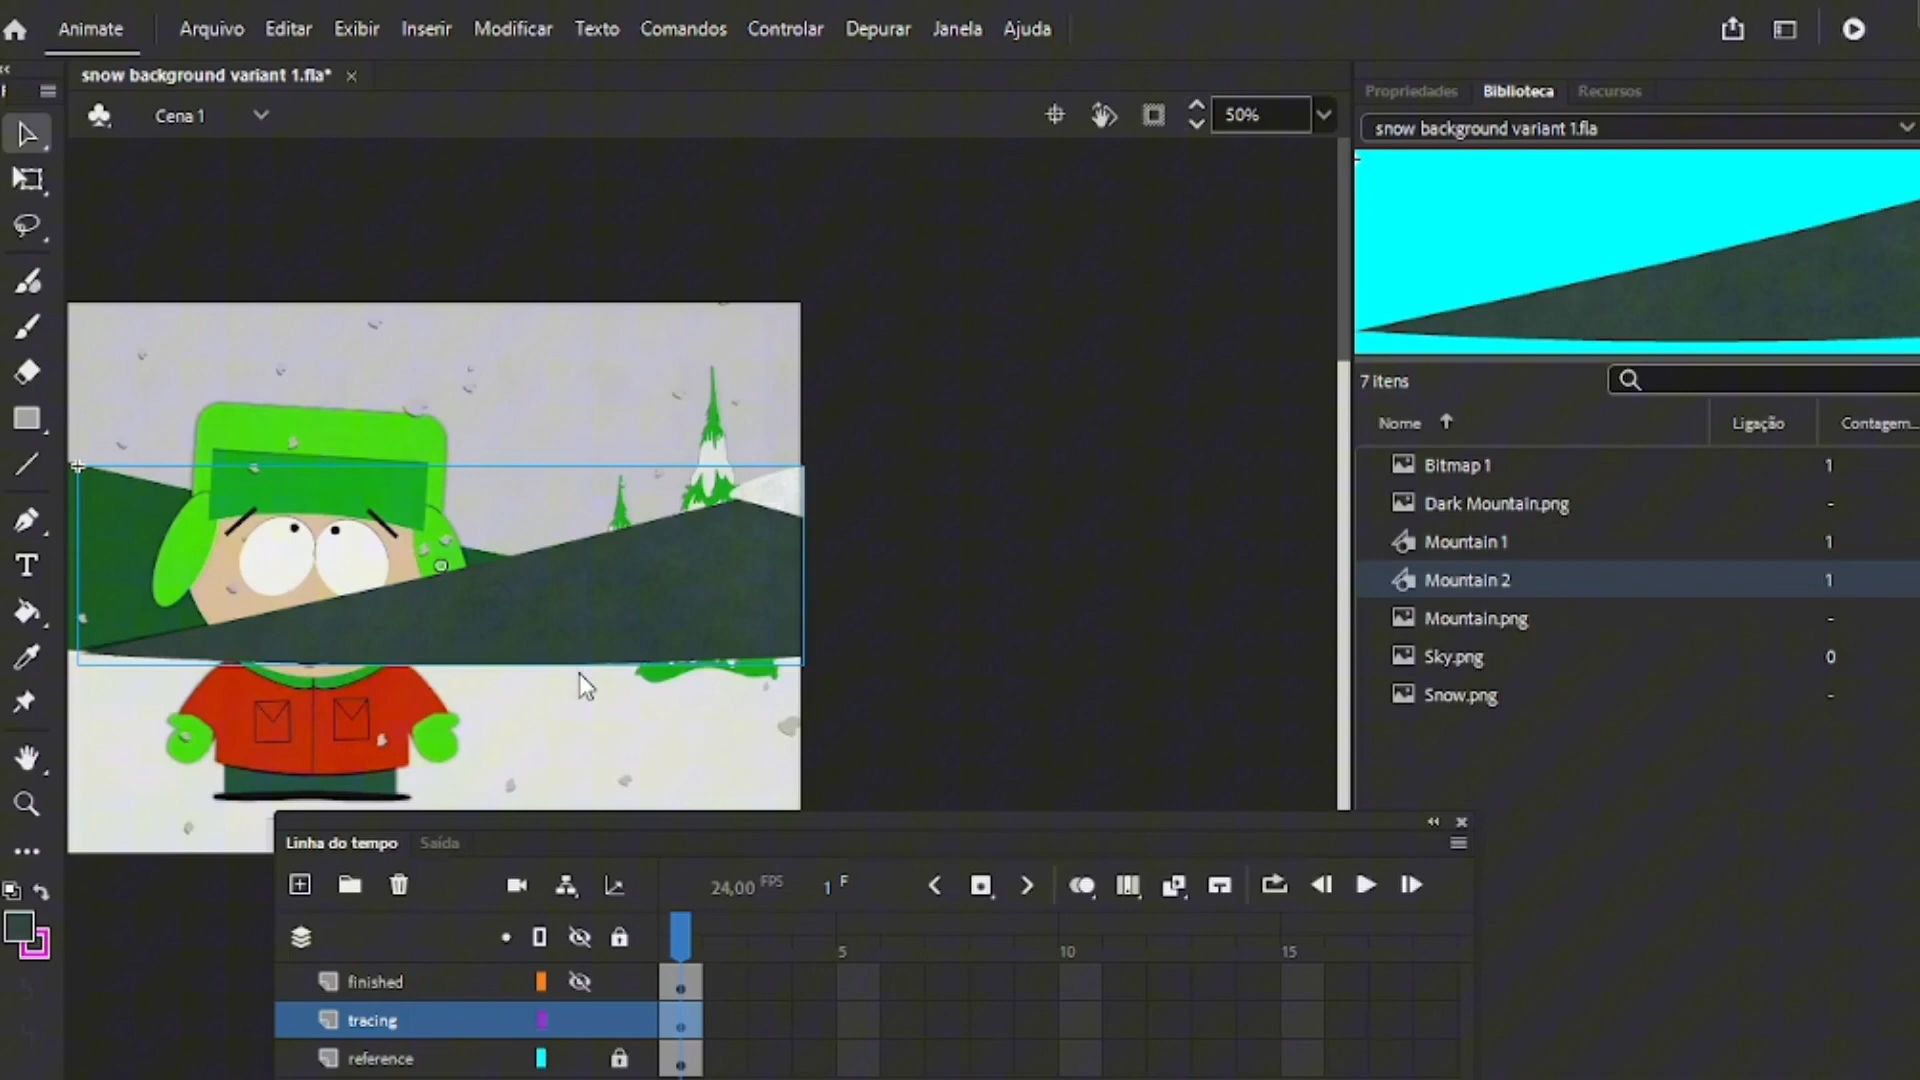 Animate Arquivo Editar Exibir Inserir Modificar Texto Comandos Controlar Depurar Janela Ajuda
snow background variant 1.fla*
Cena 1
50%
Propriedades Biblioteca Recursos
snow background variant 1.fla
7 itens
Nome Ligação Contagem...
Bitmap 1 1
Dark Mountain.png -
Mountain 1 1
Mountain 2 1
Mountain.png -
Sky.png 0
Snow.png -
Linha do tempo Saída
24,00 FPS 1 F
5 10 15
finished
tracing
reference